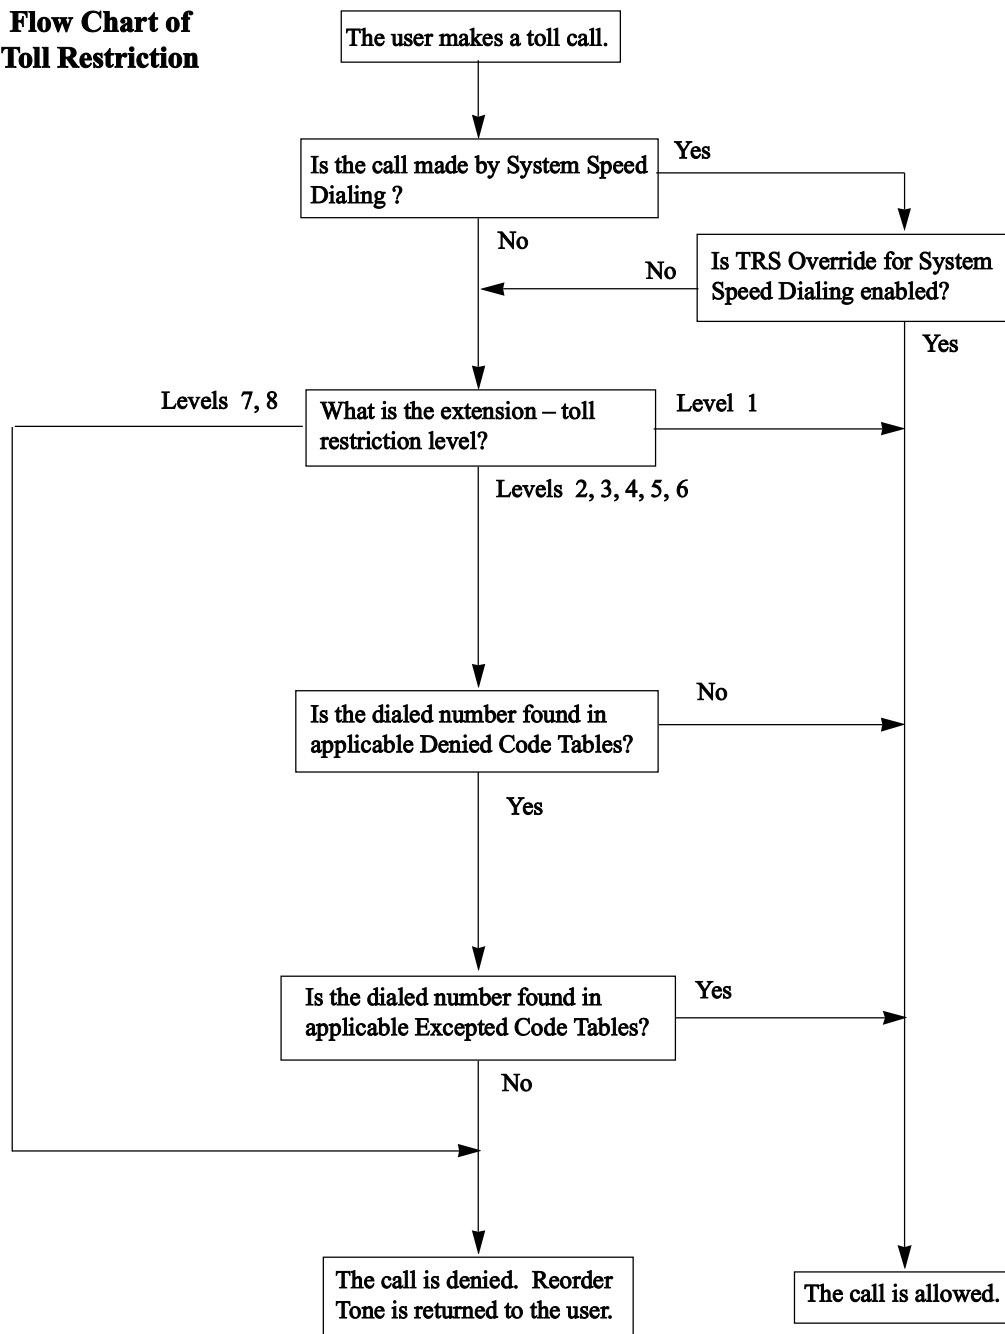 Flow Chart of
Toll Restriction
The user makes a toll call.
Is the call made by System Speed
Dialing ?
Yes
No
Is TRS Override for System
Speed Dialing enabled?
No
Yes
Levels 7, 8
What is the extension – toll
restriction level?
Level 1
Levels 2, 3, 4, 5, 6
Is the dialed number found in
applicable Denied Code Tables?
No
Yes
Is the dialed number found in
applicable Excepted Code Tables?
Yes
No
The call is denied. Reorder
Tone is returned to the user.
The call is allowed.